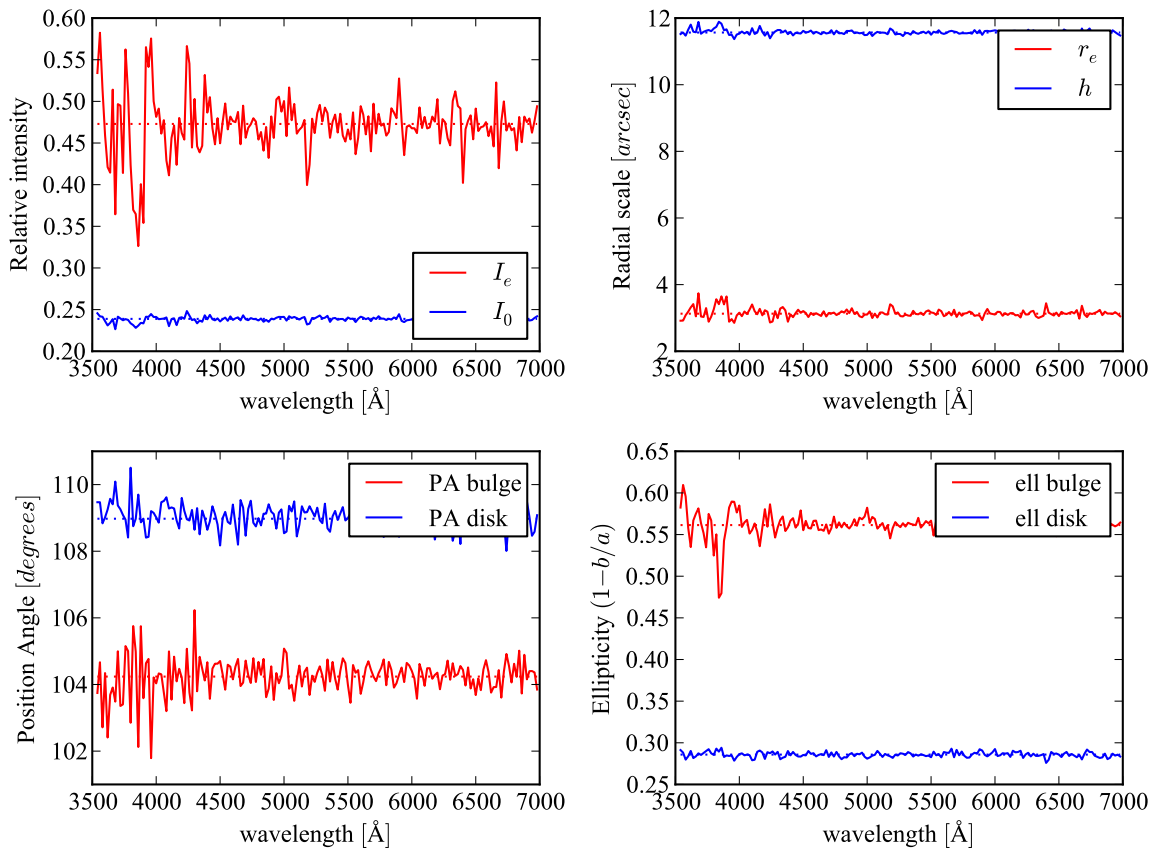 0.60
0.55
0.50
0.45
0.40
0.35
0.30
0.25
0.20
Relative intensity
I_e
I_0
3500 4000 4500 5000 5500 6000 6500 7000
wavelength [Å]
12
10
8
6
4
2
Radial scale [arcsec]
r_e
h
3500 4000 4500 5000 5500 6000 6500 7000
wavelength [Å]
110
108
106
104
102
Position Angle [degrees]
PA bulge
PA disk
3500 4000 4500 5000 5500 6000 6500 7000
wavelength [Å]
0.65
0.60
0.55
0.50
0.45
0.40
0.35
0.30
0.25
Ellipticity (1−b/a)
ell bulge
ell disk
3500 4000 4500 5000 5500 6000 6500 7000
wavelength [Å]